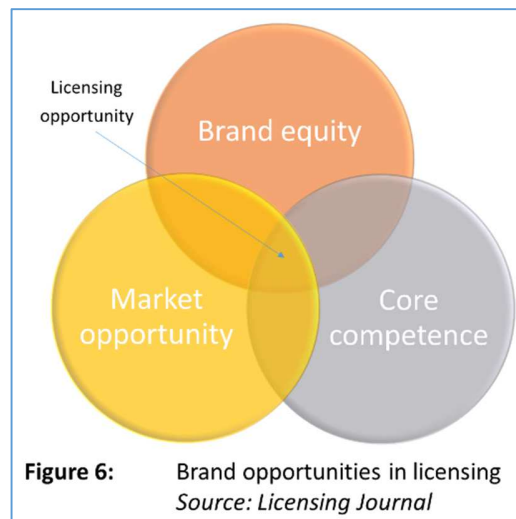 Licensing
opportunity
Brand equity
Market
opportunity
Core
competence
Figure 6: Brand opportunities in licensing
Source: Licensing Journal